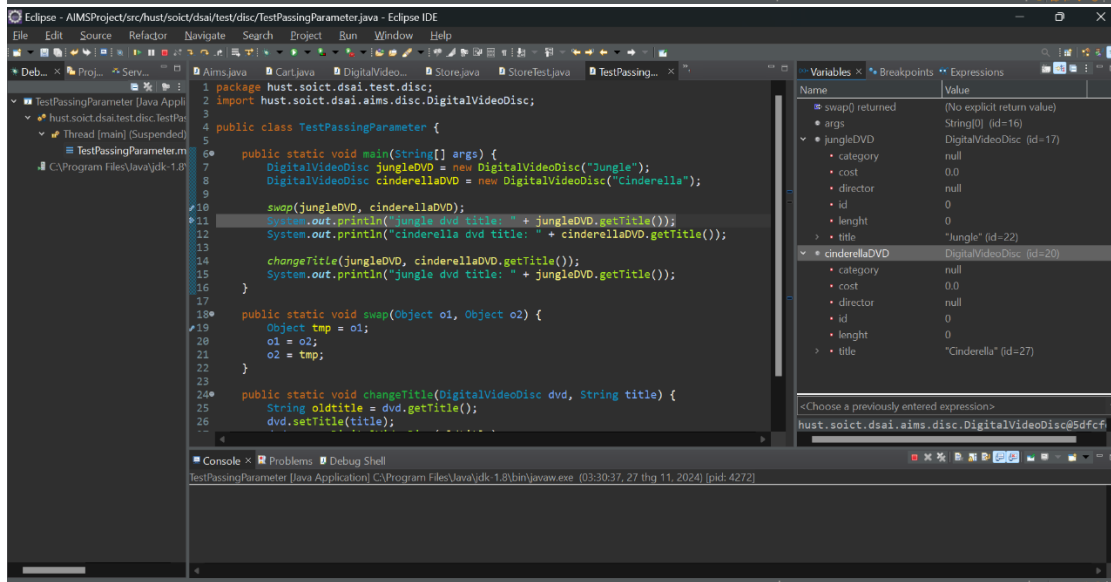 Eclipse - AIMSProject/src/hust/soict/dsai/test/disc/TestPassingParameter.java - Eclipse IDE
File Edit Source Refactor Navigate Search Project Run Window Help
Deb... Proj... Serv...
TestPassingParameter [Java Appli
hust.soict.dsai.test.disc.TestPas
Thread [main] (Suspended)
TestPassingParameter.m
C:\Program Files\Java\jdk-1.8\
Aims.java Cart.java DigitalVideo... Store.java StoreTest.java TestPassing...
1 package hust.soict.dsai.test.disc;
2 import hust.soict.dsai.aims.disc.DigitalVideoDisc;
3
4 public class TestPassingParameter {
5
6 public static void main(String[] args) {
7 DigitalVideoDisc jungleDVD = new DigitalVideoDisc("Jungle");
8 DigitalVideoDisc cinderellaDVD = new DigitalVideoDisc("Cinderella");
9
10 swap(jungleDVD, cinderellaDVD);
11 System.out.println("jungle dvd title: " + jungleDVD.getTitle());
12 System.out.println("cinderella dvd title: " + cinderellaDVD.getTitle());
13
14 changeTitle(jungleDVD, cinderellaDVD.getTitle());
15 System.out.println("jungle dvd title: " + jungleDVD.getTitle());
16 }
17
18 public static void swap(Object o1, Object o2) {
19 Object tmp = o1;
20 o1 = o2;
21 o2 = tmp;
22 }
23
24 public static void changeTitle(DigitalVideoDisc dvd, String title) {
25 String oldtitle = dvd.getTitle();
26 dvd.setTitle(title);
Variables Breakpoints Expressions
Name Value
swap() returned (No explicit return value)
args String[0] (id=16)
jungleDVD DigitalVideoDisc (id=17)
category null
cost 0.0
director null
id 0
lenght 0
title "Jungle" (id=22)
cinderellaDVD DigitalVideoDisc (id=20)
category null
cost 0.0
director null
id 0
lenght 0
title "Cinderella" (id=27)
<Choose a previously entered expression>
hust.soict.dsai.aims.disc.DigitalVideoDisc@5dfcf
Console Problems Debug Shell
TestPassingParameter [Java Application] C:\Program Files\Java\jdk-1.8\bin\javaw.exe (03:30:37, 27 thg 11, 2024) [pid: 4272]